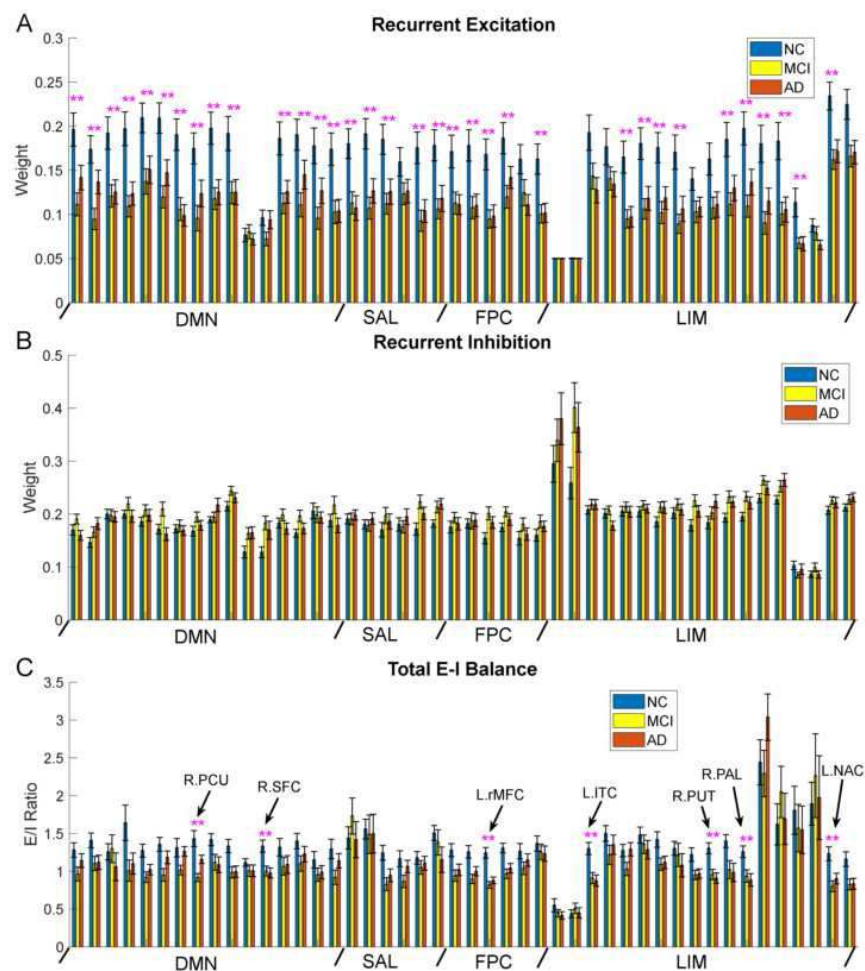 A
Recurrent Excitation
0.3
0.25
0.2
0.15
0.1
0.05
0
Weight
NC
MCI
AD
** ** ** ** ** ** ** ** ** ** ** ** ** ** ** ** ** ** ** ** ** ** ** ** ** ** ** ** ** ** ** ** ** **
DMN SAL FPC LIM
B
Recurrent Inhibition
0.5
0.4
0.3
0.2
0.1
0
Weight
NC
MCI
AD
DMN SAL FPC LIM
C
Total E-I Balance
3.5
3
2.5
2
1.5
1
0.5
0
E/I Ratio
NC
MCI
AD
R.PCU
R.SFC
L.rMFC
L.ITC
R.PUT
R.PAL
L.NAC
** ** ** ** ** ** **
DMN SAL FPC LIM